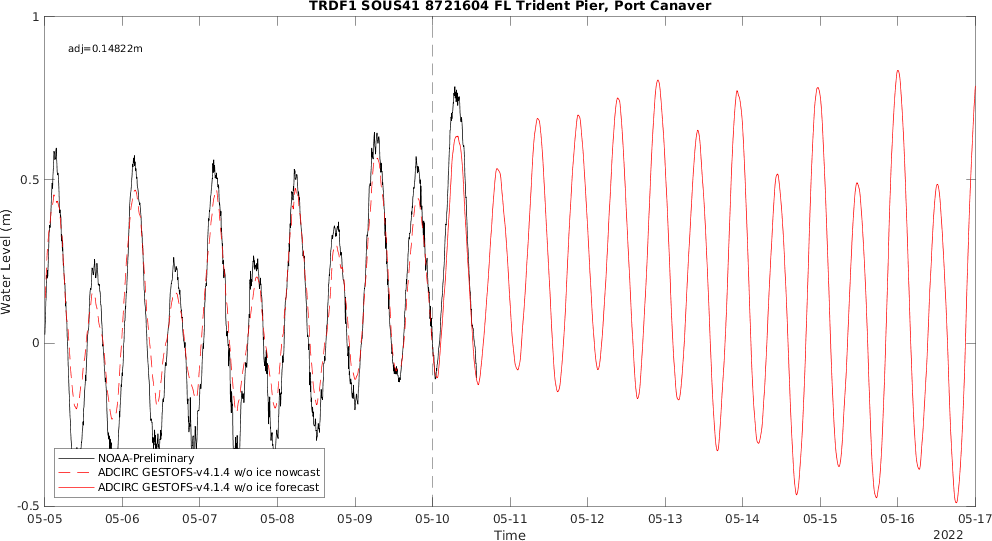 TRDF1 SOUS41 8721604 FL Trident Pier, Port Canaver
1
adj=0.14822m
0.5
Water Level (m)
0
NOAA-Preliminary
ADCIRC GESTOFS-v4.1.4 w/o ice nowcast
ADCIRC GESTOFS-v4.1.4 w/o ice forecast
-0.5
05-05 05-06 05-07 05-08 05-09 05-10 05-11 05-12 05-13 05-14 05-15 05-16 05-17
Time
2022